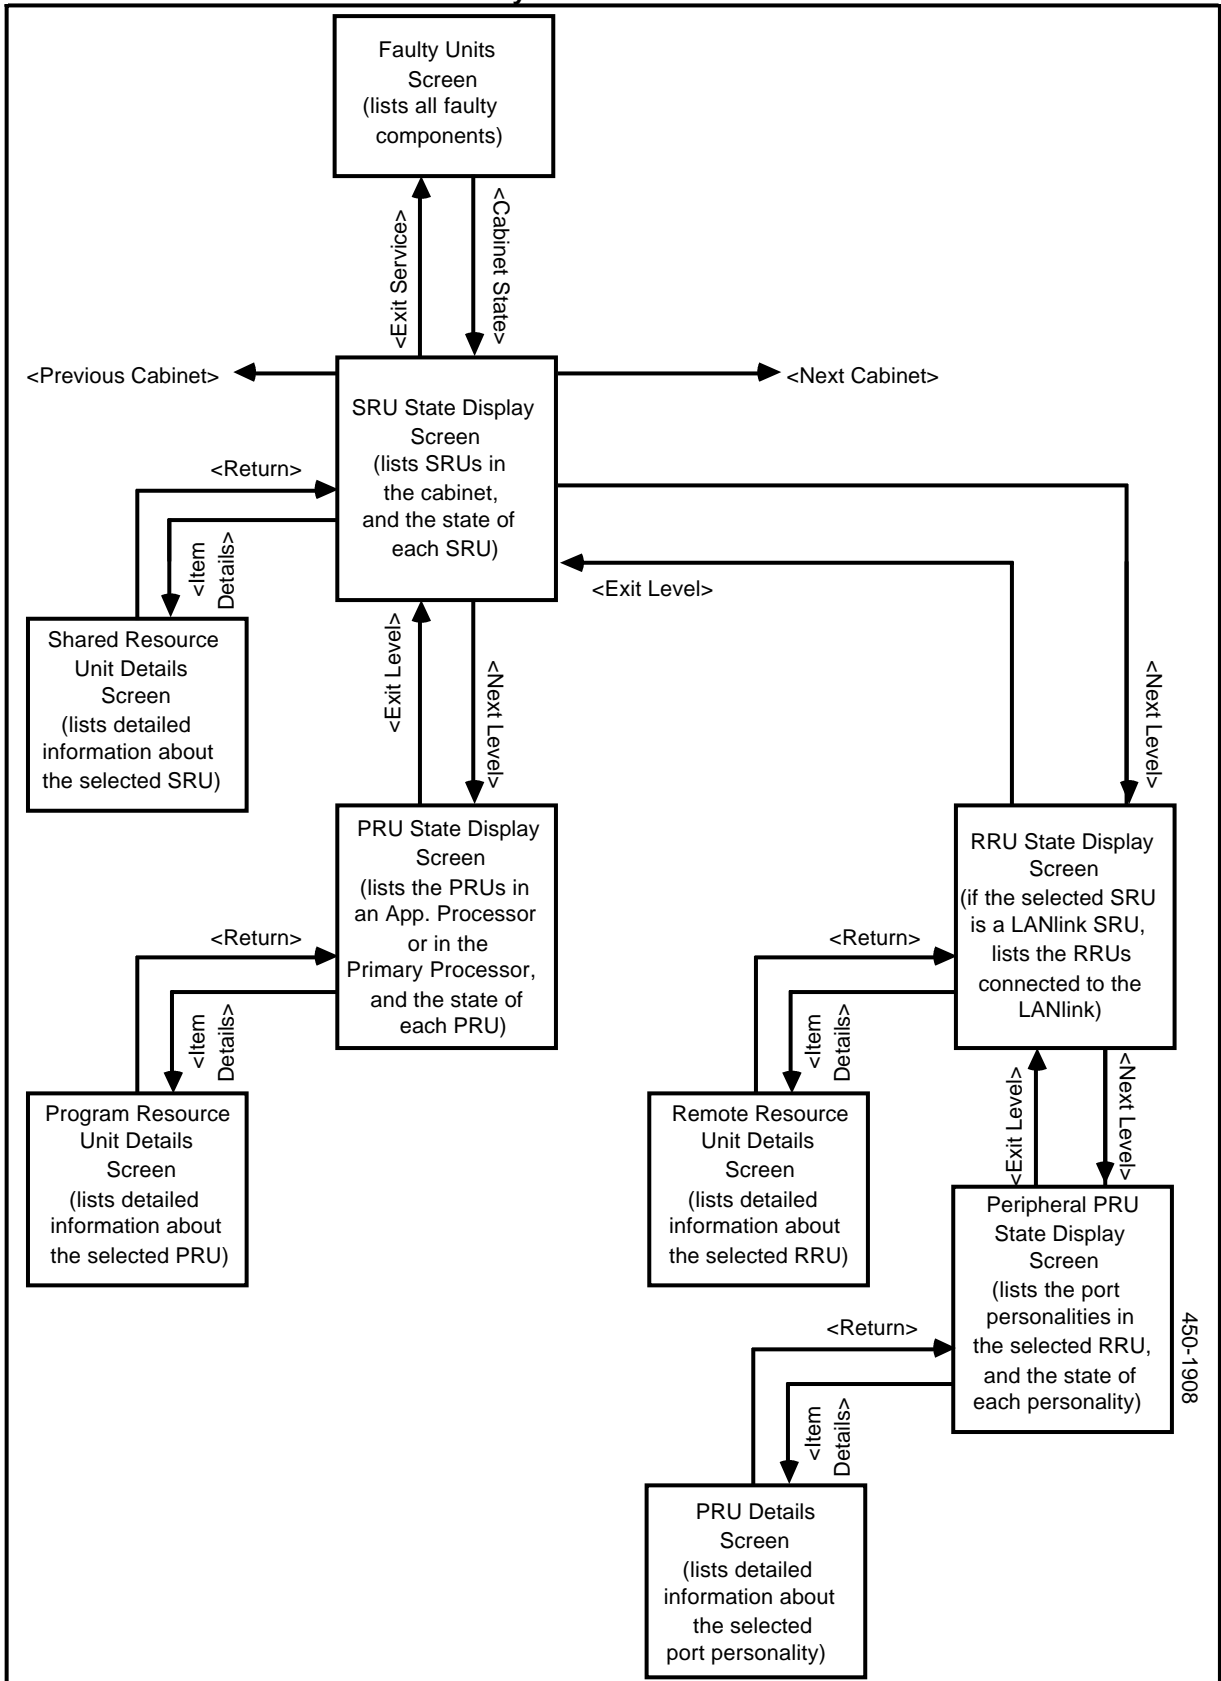 Faulty Units
Screen
(lists all faulty
components)
<Exit Service>
<Cabinet State>
<Previous Cabinet>
<Next Cabinet>
SRU State Display
Screen
(lists SRUs in
the cabinet,
and the state of
each SRU)
<Return>
<Item
Details>
<Exit Level>
Shared Resource
Unit Details
Screen
(lists detailed
information about
the selected SRU)
<Exit Level>
<Next Level>
<Next Level>
PRU State Display
Screen
(lists the PRUs in
an App. Processor
or in the
Primary Processor,
and the state of
each PRU)
RRU State Display
Screen
(if the selected SRU
is a LANlink SRU,
lists the RRUs
connected to the
LANlink)
<Return>
<Item
Details>
<Return>
<Item
Details>
<Exit Level>
<Next Level>
Program Resource
Unit Details
Screen
(lists detailed
information about
the selected PRU)
Remote Resource
Unit Details
Screen
(lists detailed
information about
the selected RRU)
Peripheral PRU
State Display
Screen
(lists the port
personalities in
the selected RRU,
and the state of
each personality)
<Return>
<Item
Details>
450-1908
PRU Details
Screen
(lists detailed
information about
the selected
port personality)